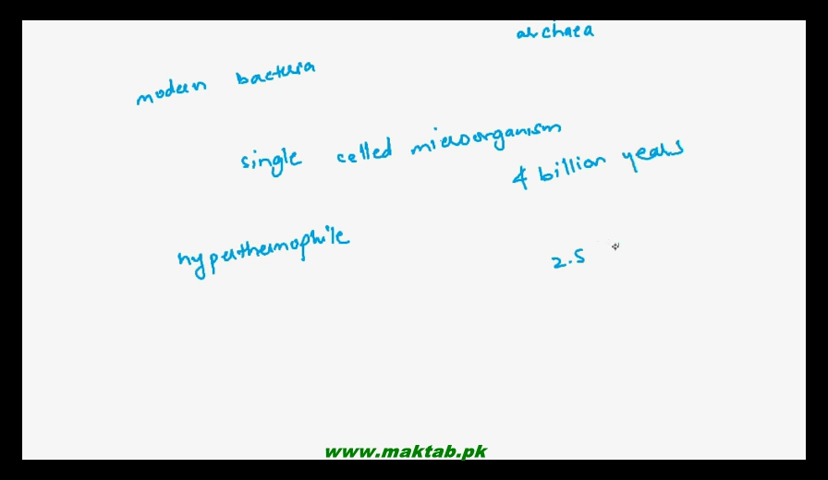 archaea
modern bacteria
single celled microorganism
4 billion years
hyperthermophile
2.5
www.maktab.pk